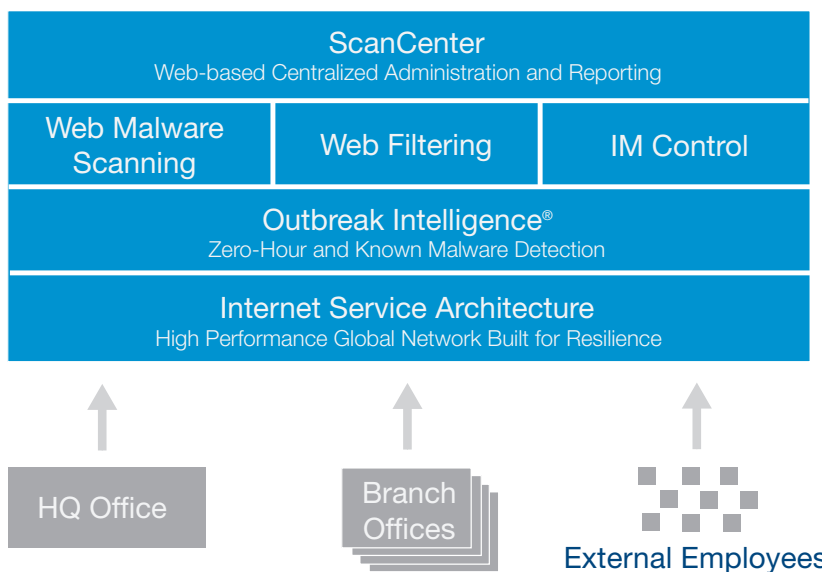 ScanCenter
Web-based Centralized Administration and Reporting
Web Malware
Scanning
Web Filtering
IM Control
Outbreak Intelligence®
Zero-Hour and Known Malware Detection
Internet Service Architecture
High Performance Global Network Built for Resilience
HQ Office
Branch
Offices
External Employees